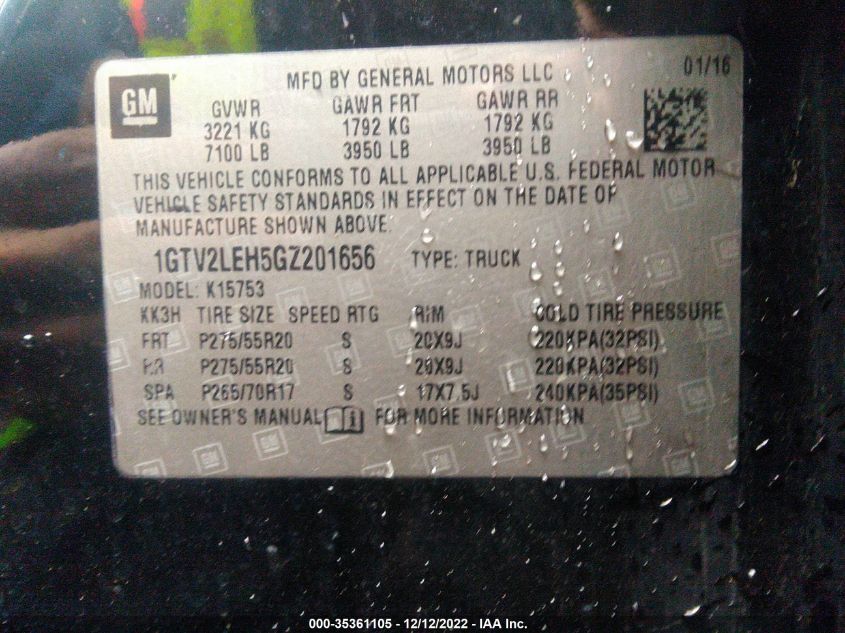 GM
MFD BY GENERAL MOTORS LLC
01/16
GVWR GAWR FRT GAWR RR
3221 KG 1792 KG 1792 KG
7100 LB 3950 LB 3950 LB
THIS VEHICLE CONFORMS TO ALL APPLICABLE U.S. FEDERAL MOTOR
VEHICLE SAFETY STANDARDS IN EFFECT ON THE DATE OF
MANUFACTURE SHOWN ABOVE.
1GTV2LEH5GZ201656 TYPE: TRUCK
MODEL: K15753
KK3H TIRE SIZE SPEED RTG RIM COLD TIRE PRESSURE
FRT P275/55R20 S 20X9J 220KPA(32PSI)
RR P275/55R20 S 20X9J 220KPA(32PSI)
SPA P265/70R17 S 17X7.5J 240KPA(35PSI)
SEE OWNER'S MANUAL FOR MORE INFORMATION
000-35361105 - 12/12/2022 - IAA Inc.